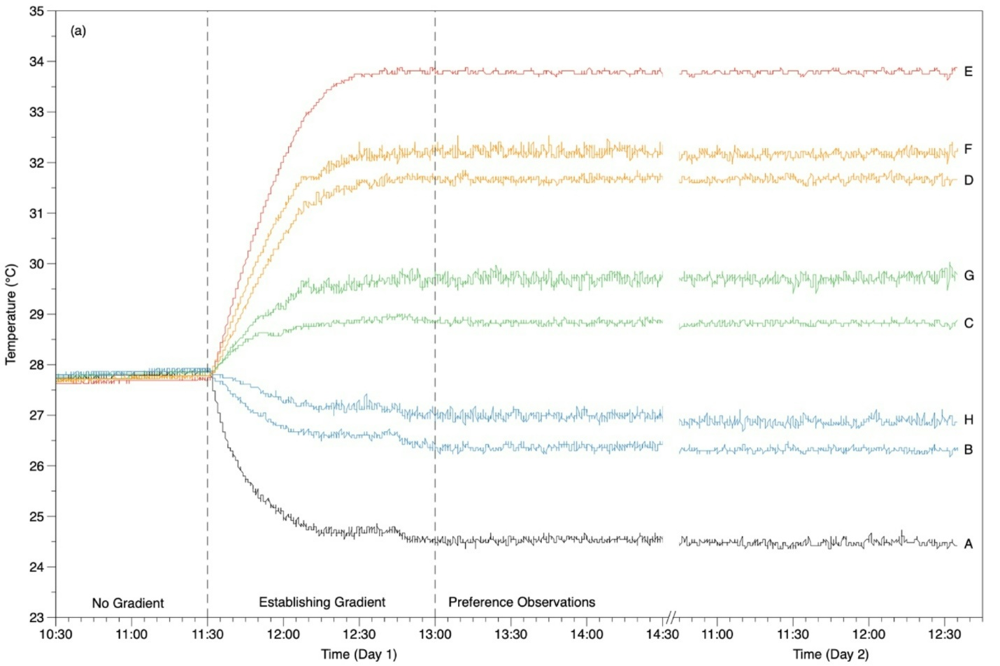 (a)
35
34
33
32
31
30
29
28
27
26
25
24
23
Temperature (°C)
E
F
D
G
C
H
B
A
No Gradient
Establishing Gradient
Preference Observations
10:30 11:00 11:30 12:00 12:30 13:00 13:30 14:00 14:30 11:00 11:30 12:00 12:30
Time (Day 1) Time (Day 2)